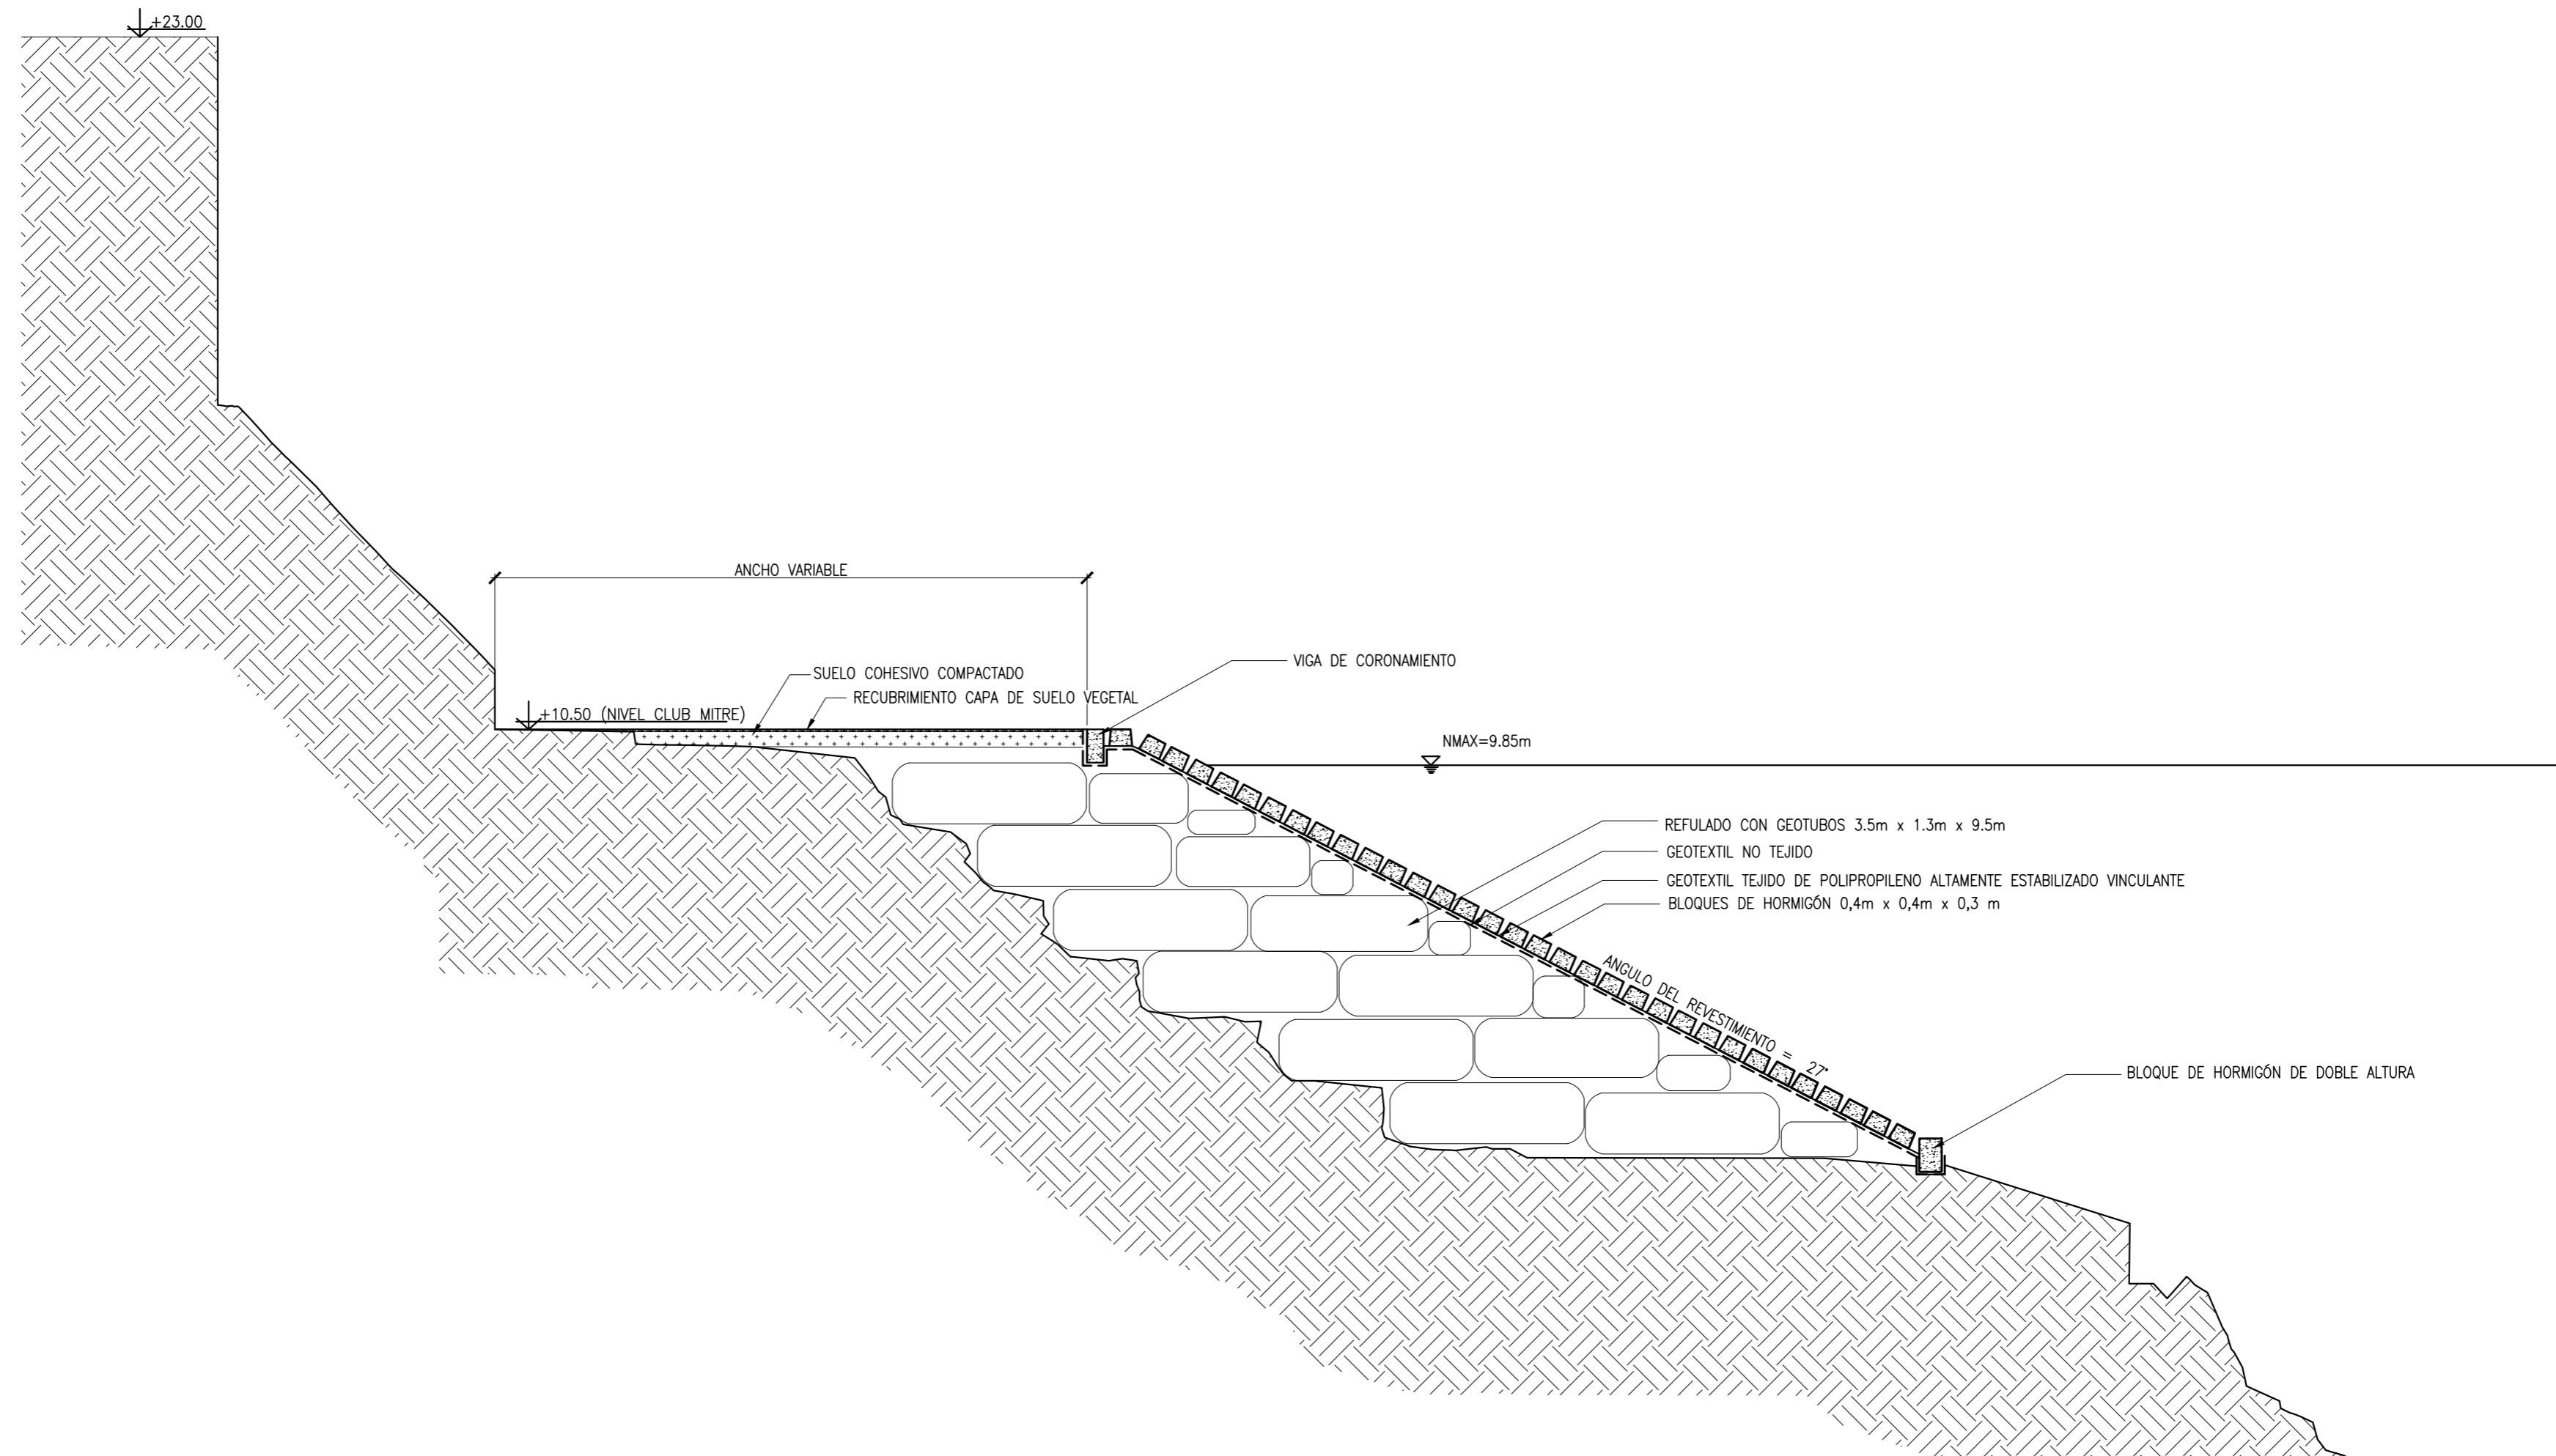 +23.00
ANCHO VARIABLE
VIGA DE CORONAMIENTO
SUELO COHESIVO COMPACTADO
RECUBRIMIENTO CAPA DE SUELO VEGETAL
+10.50 (NIVEL CLUB MITRE)
NMAX=9.85m
REFULADO CON GEOTUBOS 3.5m x 1.3m x 9.5m
GEOTEXTIL NO TEJIDO
GEOTEXTIL TEJIDO DE POLIPROPILENO ALTAMENTE ESTABILIZADO VINCULANTE
BLOQUES DE HORMIGÓN 0,4m x 0,4m x 0,3 m
ANGULO DEL REVESTIMIENTO = 27°
BLOQUE DE HORMIGÓN DE DOBLE ALTURA